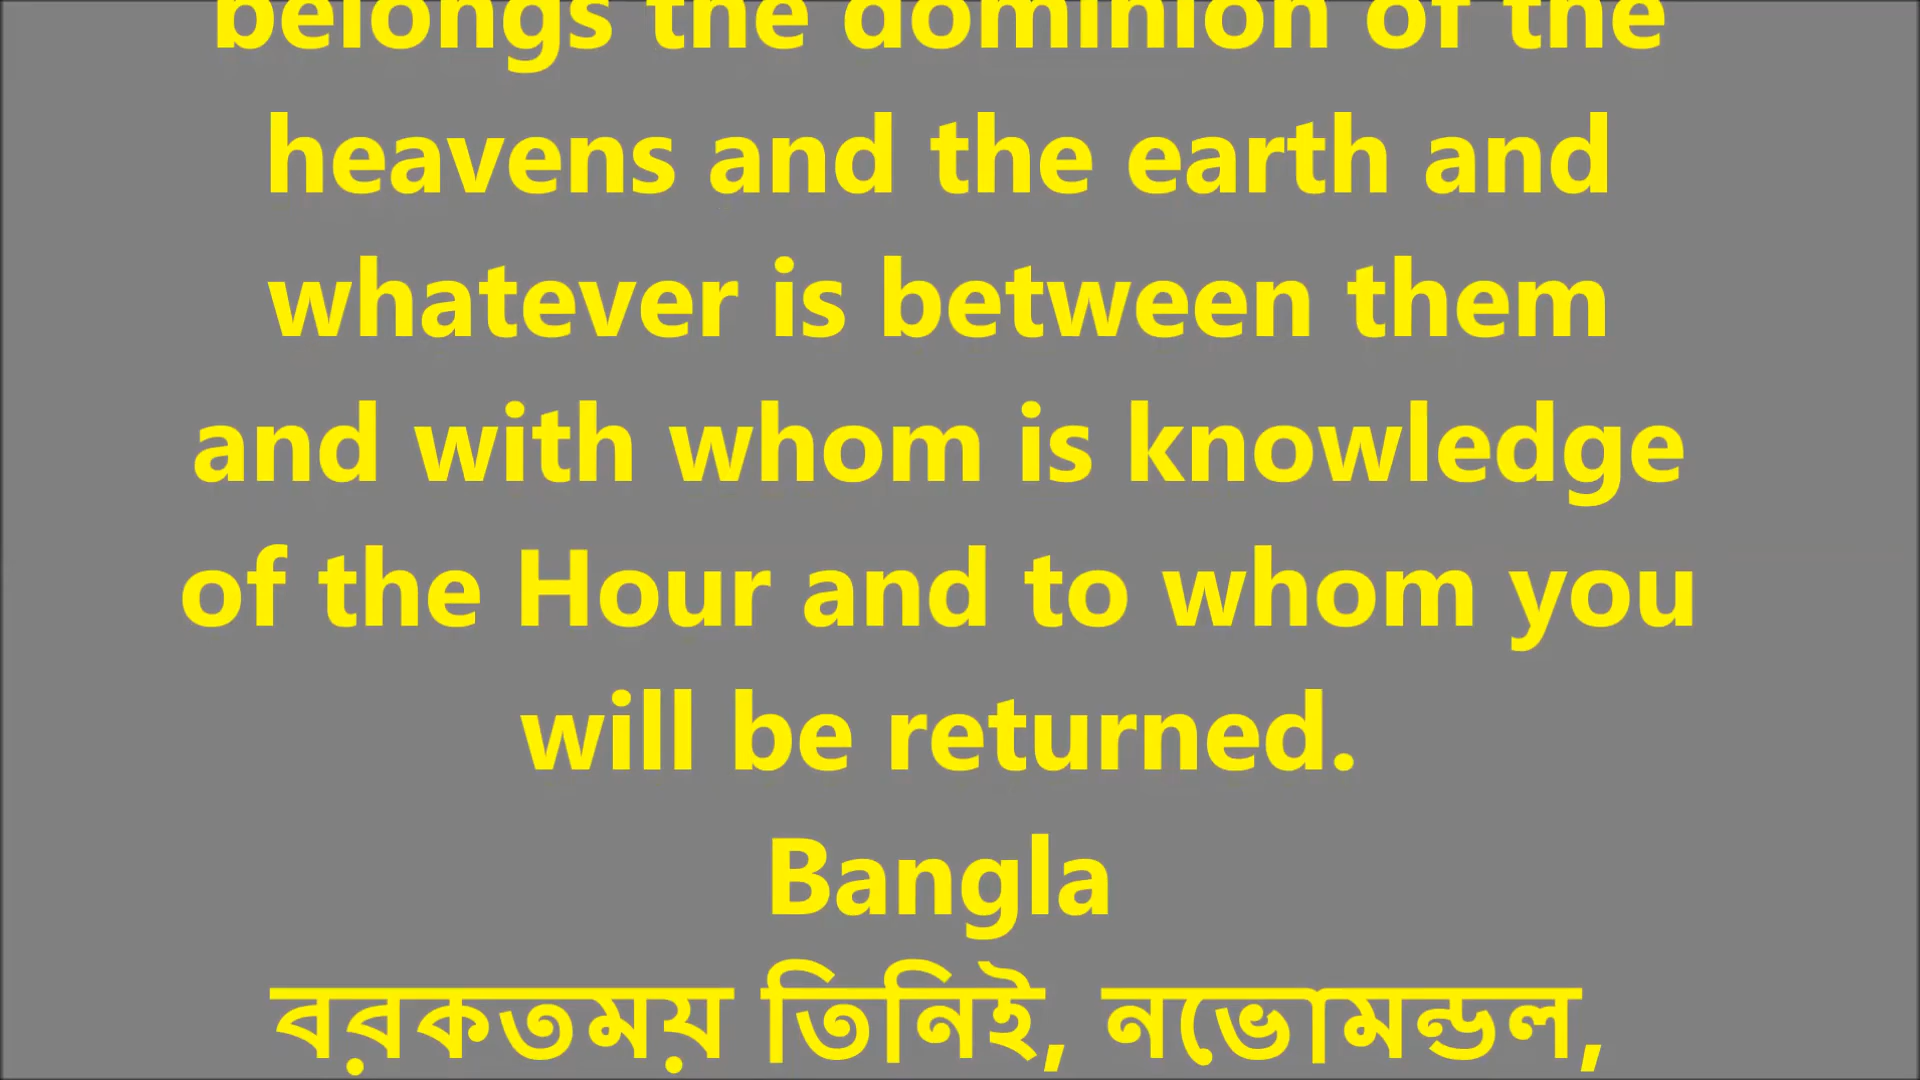 belongs the dominion of the
heavens and the earth and
whatever is between them
and with whom is knowledge
of the Hour and to whom you
will be returned.
Bangla
বরকতময় তিনিই, নভোমন্ডল,